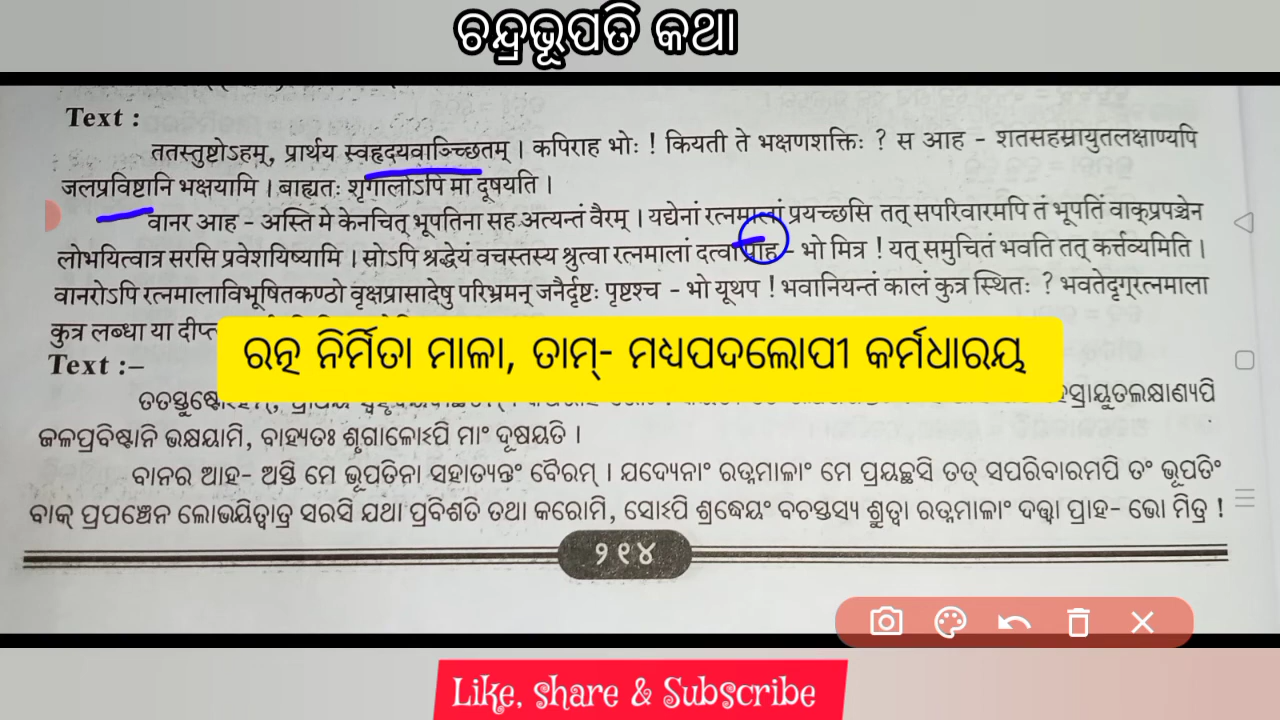 ଚନ୍ଦ୍ରଭୂପତି କଥା
Text :
ततस्तुष्टोऽहम्, प्रार्थय स्वहृदयवाञ्च्छितम् । कपिराह भोः ! कियती ते भक्षणशक्तिः ? स आह - शतसहस्रायुतलक्षाण्यपि
जलप्रविष्टानि भक्षयामि । बाह्यतः शृगालोऽपि मां दूषयति ।
वानर आह - अस्ति मे केनचित् भूपतिना सह अत्यन्तं वैरम् । यद्येनां रत्नमालां प्रयच्छसि तत् सपरिवारमपि तं भूपतिं वाक्प्रपञ्चेन
लोभयित्वात्र सरसि प्रवेशयिष्यामि । सोऽपि श्रद्धेयं वचस्तस्य श्रुत्वा रत्नमालां दत्वा प्राह - भो मित्र ! यत् समुचितं भवति तत् कर्त्तव्यमिति ।
वानरोऽपि रत्नमालाविभूषितकण्ठो वृक्षप्रासादेषु परिभ्रमन् जनैर्दृष्टः पृष्टश्च - भो यूथप ! भवानियन्तं कालं कुत्र स्थितः ? भवतेदृग्रत्नमाला
कुत्र लब्धा या
ରତ୍ନ ନିର୍ମିତା ମାଳା, ତାମ୍- ମଧ୍ୟପଦଲୋପୀ କର୍ମଧାରୟ
Text :–
ଜଳପ୍ରବିଷ୍ଟାନି ଭକ୍ଷୟାମି, ବାହ୍ୟତଃ ଶୃଗାଳୋଽପି ମାଂ ଦୂଷୟତି ।
ବାନର ଆହ- ଅସ୍ତି ମେ ଭୂପତିନା ସହାତ୍ୟନ୍ତଂ ବୈରମ୍ । ଯଦ୍ୟେନାଂ ରତ୍ନମାଳାଂ ମେ ପ୍ରୟଚ୍ଛସି ତତ୍ ସପରିବାରମପି ତଂ ଭୂପତିଂ
ବାକ୍ ପ୍ରପଞ୍ଚେନ ଲୋଭୟିତ୍ୱାତ୍ର ସରସି ଯଥା ପ୍ରବିଶତି ତଥା କରୋମି, ସୋଽପି ଶ୍ରଦ୍ଧେୟଂ ବଚସ୍ତସ୍ୟ ଶ୍ରୁତ୍ୱା ରତ୍ନମାଳାଂ ଦତ୍ତ୍ୱା ପ୍ରାହ- ଭୋ ମିତ୍ର !
୨୧୪
Like, share & Subscribe